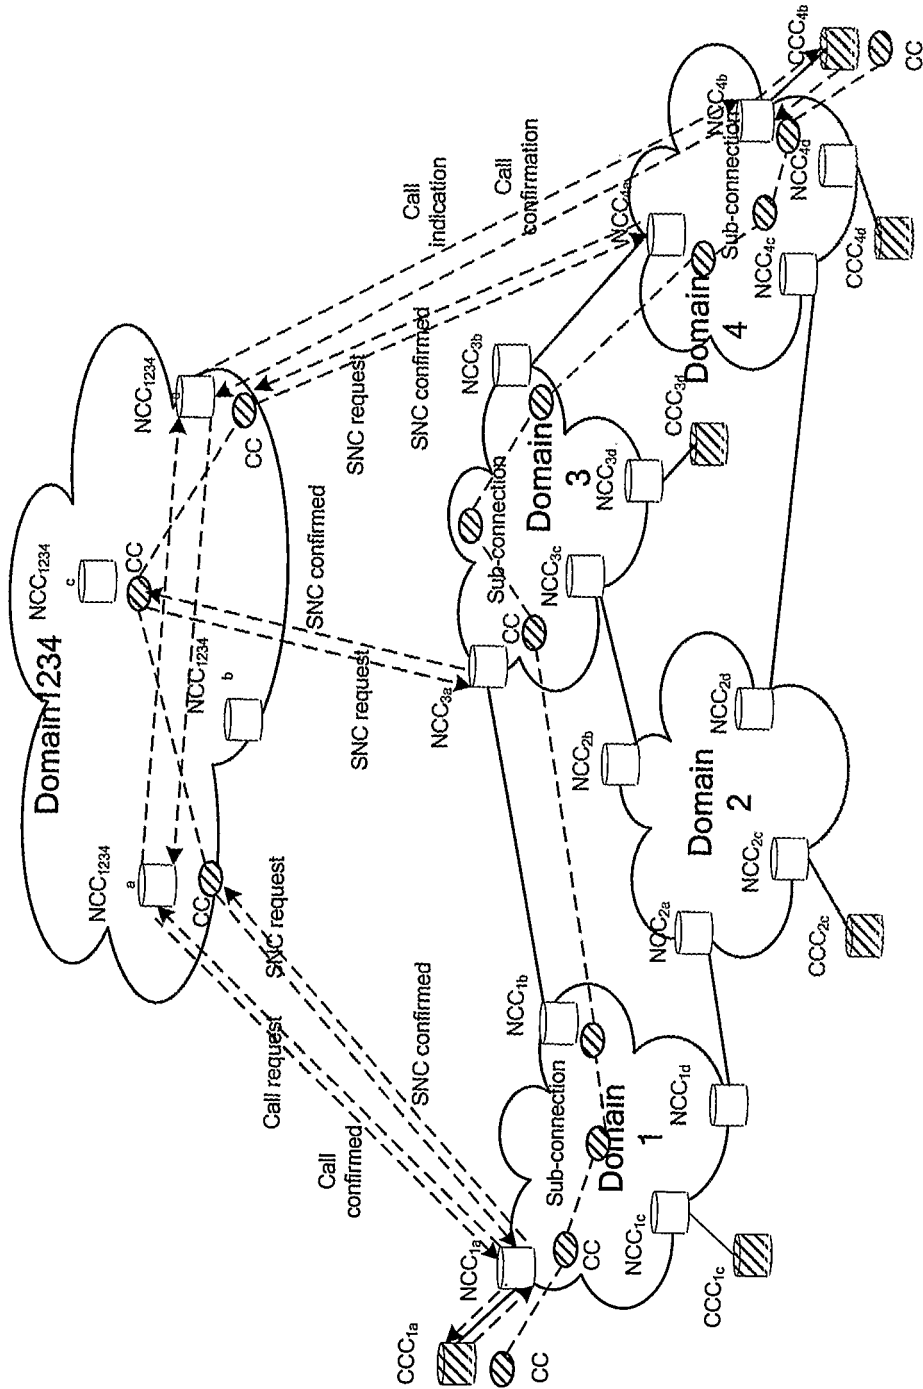 Domain1234
NCC1234
a
NCC1234
b
NCC1234
c
NCC1234
d
CC
CC
CC
Call request
Call
confirmed
SNC request
SNC confirmed
SNC request
SNC confirmed
SNC request
SNC confirmed
Call
indication
Call
confirmation
CCC1a
CC
NCC1a
CC
Sub-connection
NCC1b
Domain
1
NCC1c
CCC1c
NCC1d
NCC2a
NCC2b
Domain
2
NCC2c
CCC2c
NCC2d
NCC3a
CC
Sub-connection
NCC3b
Domain
3
NCC3c
NCC3d
CCC3d
NCC4a
Domain
4
Sub-connection
NCC4b
NCC4c
NCC4d
CCC4d
CCC4b
CC